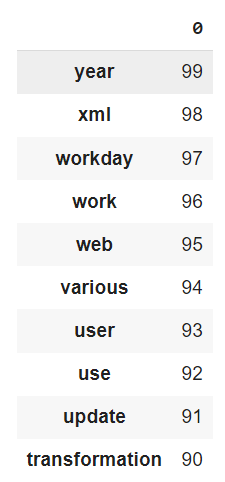 0
year 99
xml 98
workday 97
work 96
web 95
various 94
user 93
use 92
update 91
transformation 90